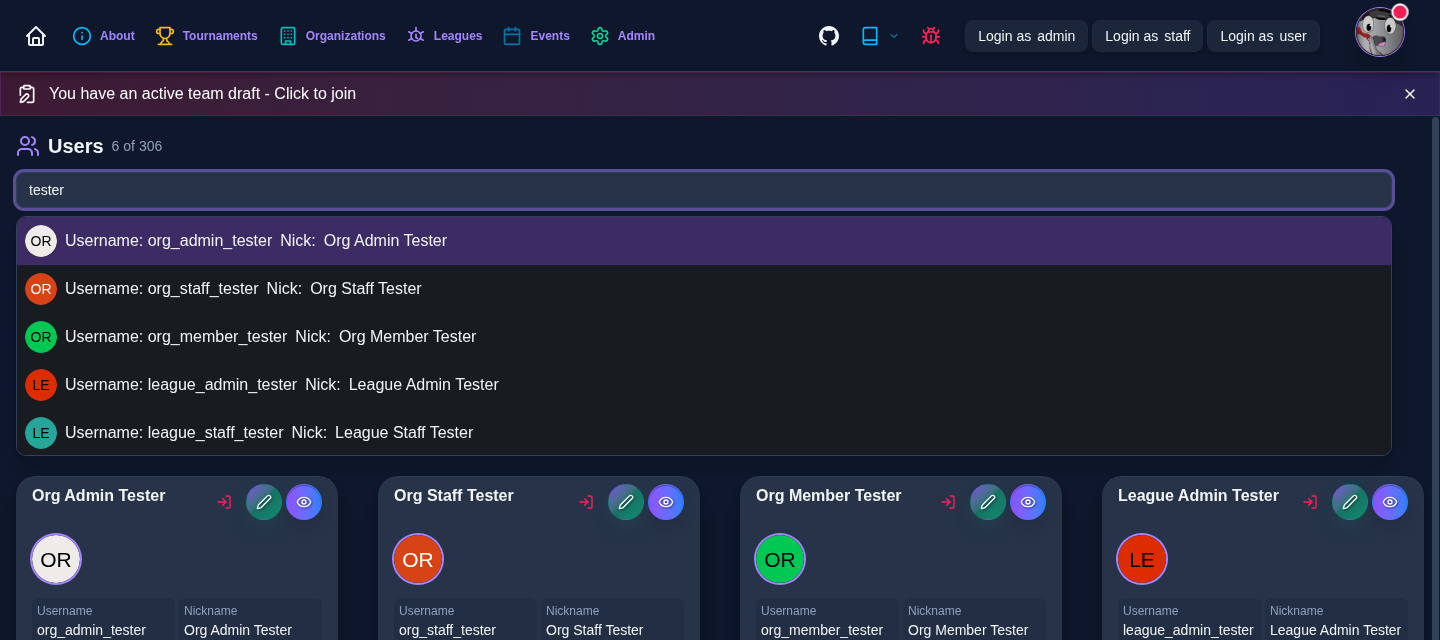 About Tournaments Organizations Leagues Events Admin Login as admin Login as staff Login as user
You have an active team draft - Click to join
Users 6 of 306
tester
OR Username: org_admin_tester Nick: Org Admin Tester
OR Username: org_staff_tester Nick: Org Staff Tester
OR Username: org_member_tester Nick: Org Member Tester
LE Username: league_admin_tester Nick: League Admin Tester
LE Username: league_staff_tester Nick: League Staff Tester
Org Admin Tester Org Staff Tester Org Member Tester League Admin Tester
OR OR OR LE
Username Nickname Username Nickname Username Nickname Username Nickname
org_admin_tester Org Admin Tester org_staff_tester Org Staff Tester org_member_tester Org Member Tester league_admin_tester League Admin Tester